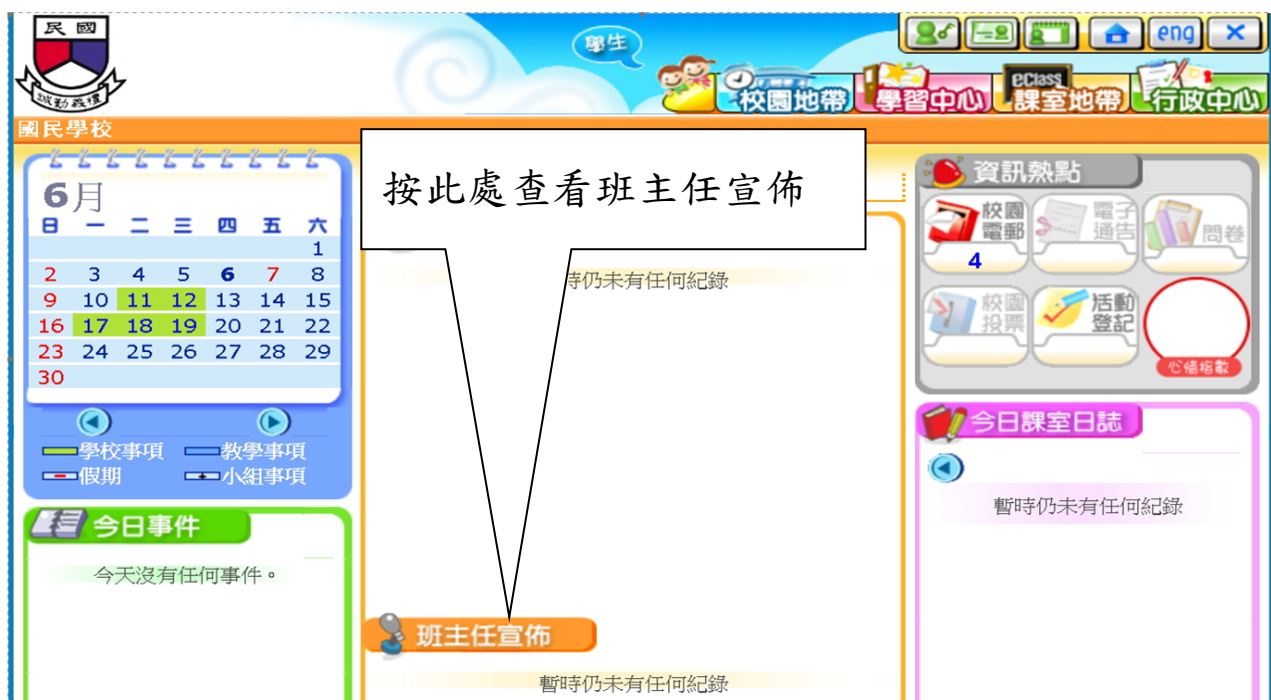 民 國
誠勤義禮
學生
eng
校園地帶
學習中心
eClass
課室地帶
行政中心
國民學校
6月
日 一 二 三 四 五 六
1
2 3 4 5 6 7 8
9 10 11 12 13 14 15
16 17 18 19 20 21 22
23 24 25 26 27 28 29
30
學校事項 教學事項
假期 小組事項
今日事件
今天沒有任何事件。
按此處查看班主任宣佈
時仍未有任何紀錄
班主任宣佈
暫時仍未有任何紀錄
資訊熱點
校園
電郵
4
電子
通告
問卷
校園
投票
活動
登記
心情指數
今日課室日誌
暫時仍未有任何紀錄